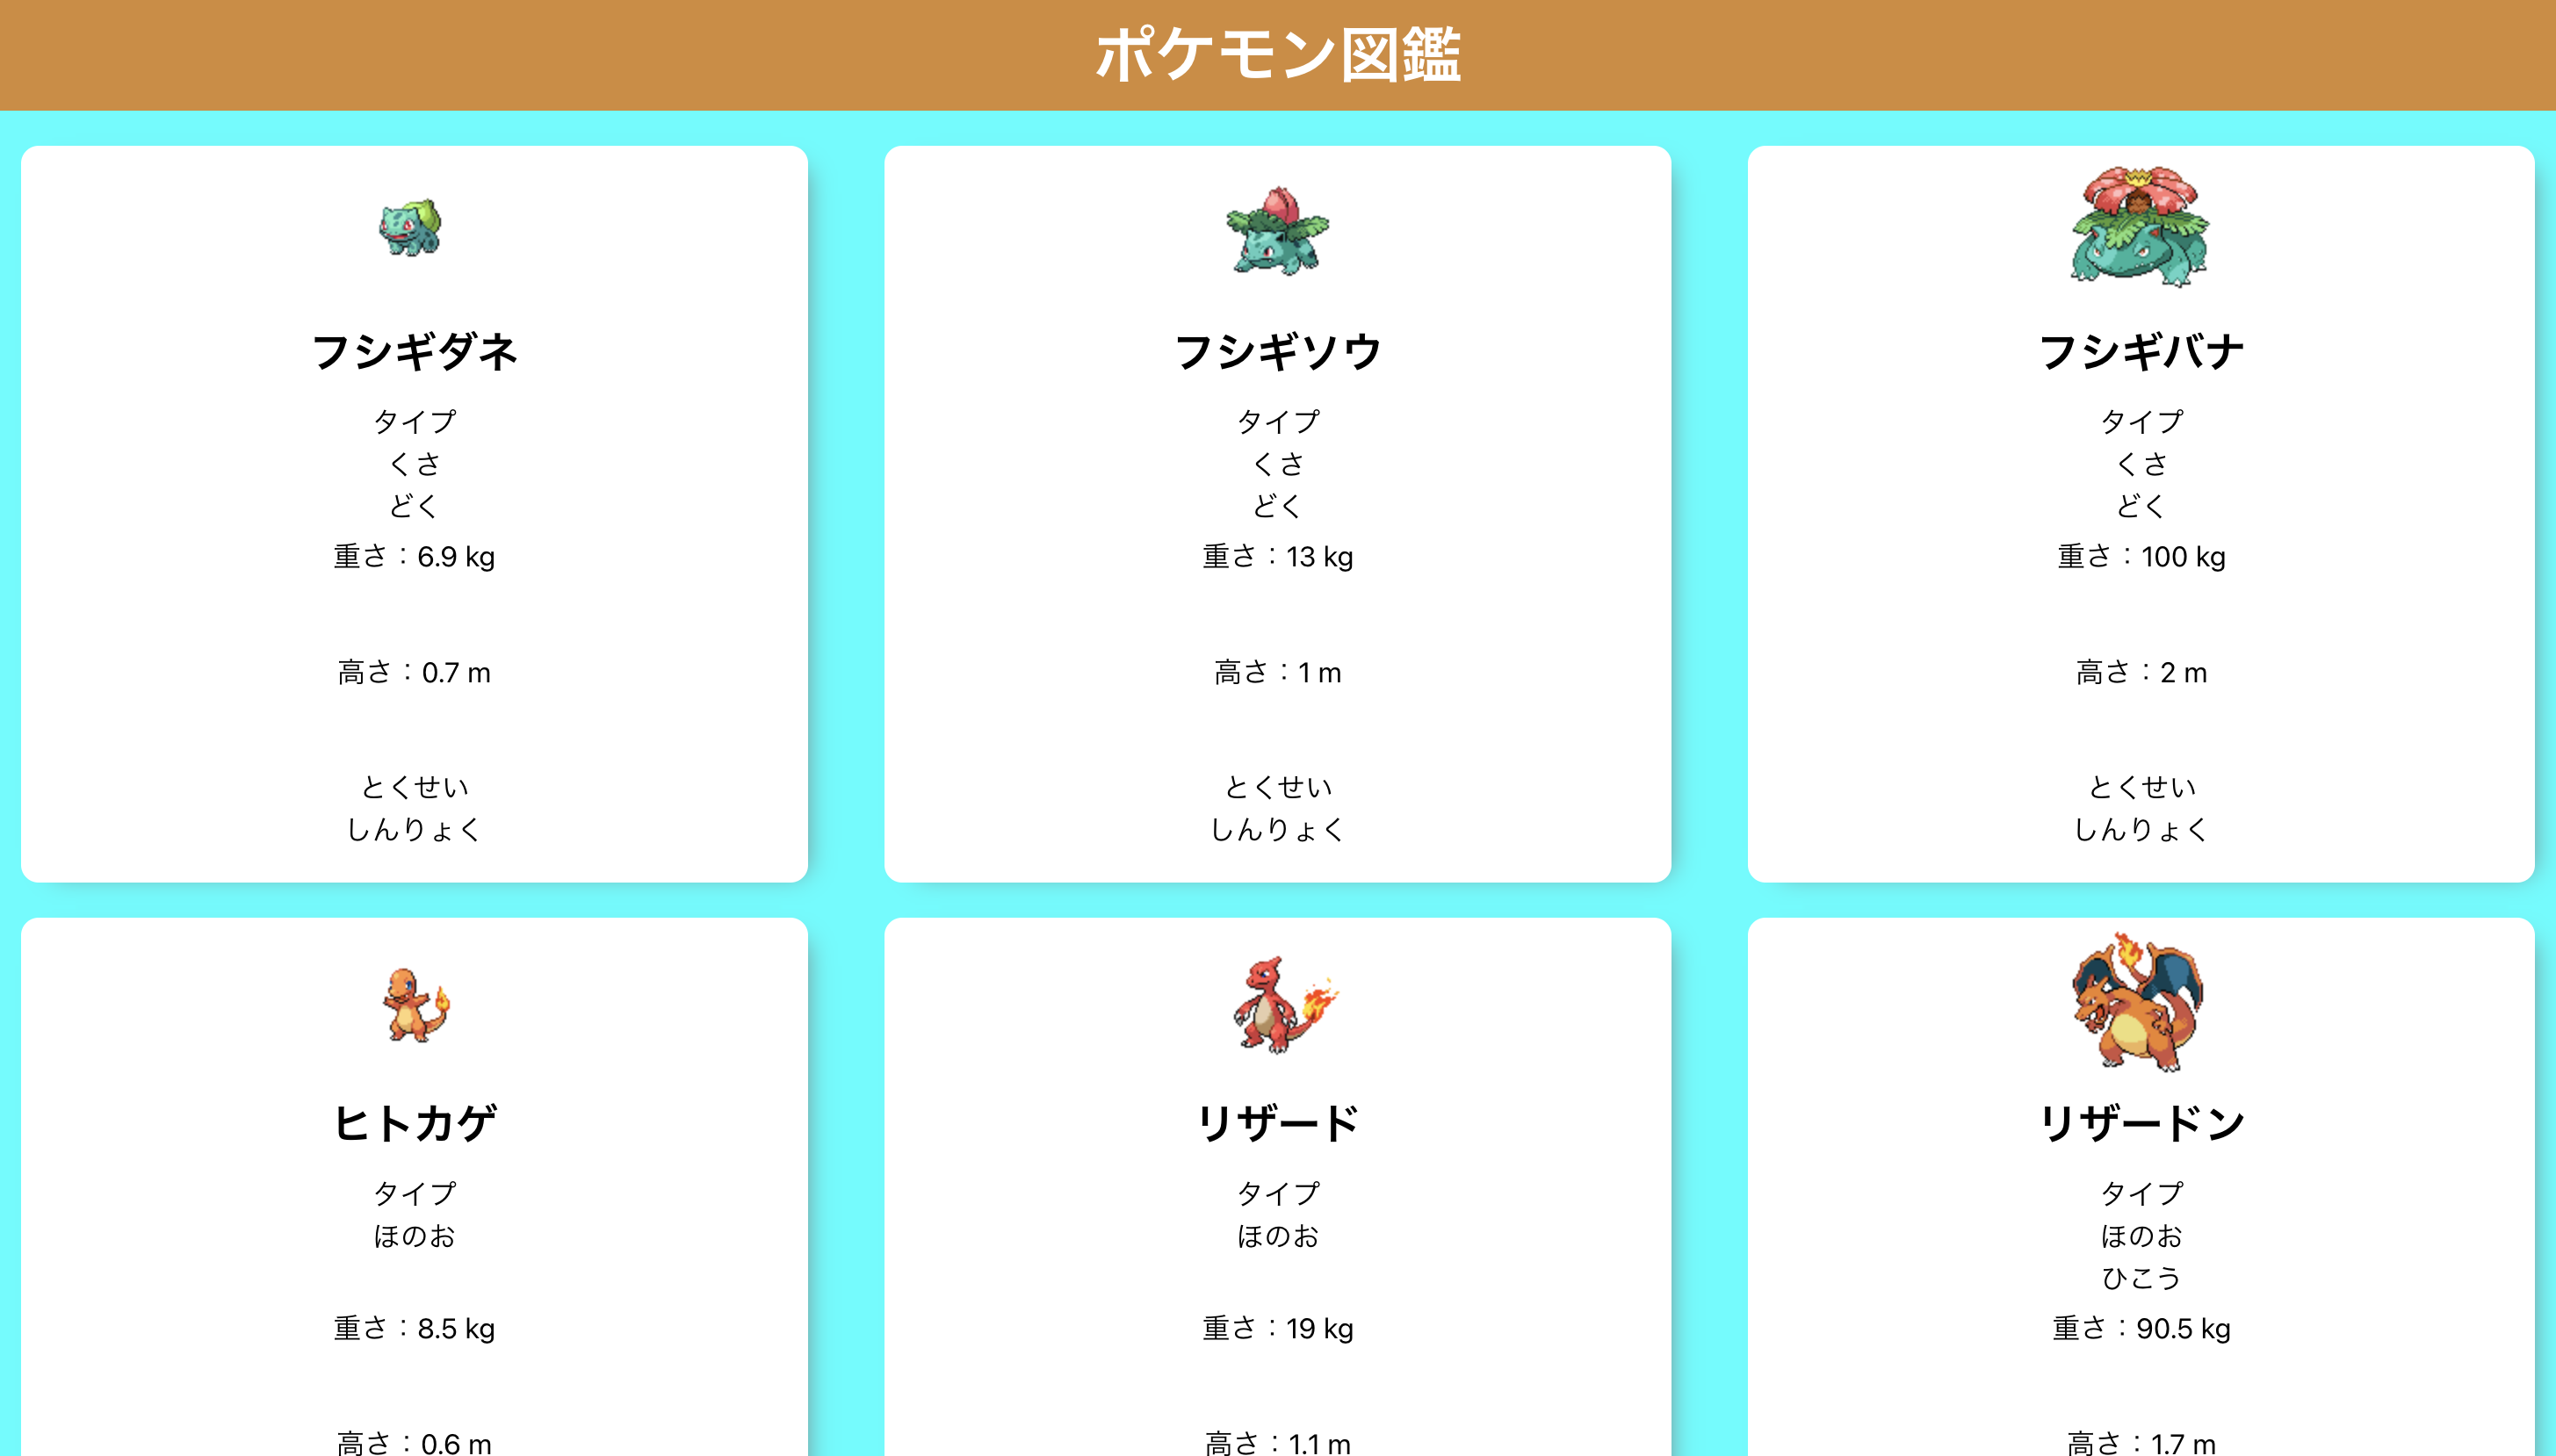 ポケモン図鑑
フシギダネ
タイプ
くさ
どく
重さ：6.9 kg
高さ：0.7 m
とくせい
しんりょく
フシギソウ
タイプ
くさ
どく
重さ：13 kg
高さ：1 m
とくせい
しんりょく
フシギバナ
タイプ
くさ
どく
重さ：100 kg
高さ：2 m
とくせい
しんりょく
ヒトカゲ
タイプ
ほのお
重さ：8.5 kg
高さ：0.6 m
リザード
タイプ
ほのお
重さ：19 kg
高さ：1.1 m
リザードン
タイプ
ほのお
ひこう
重さ：90.5 kg
高さ：1.7 m